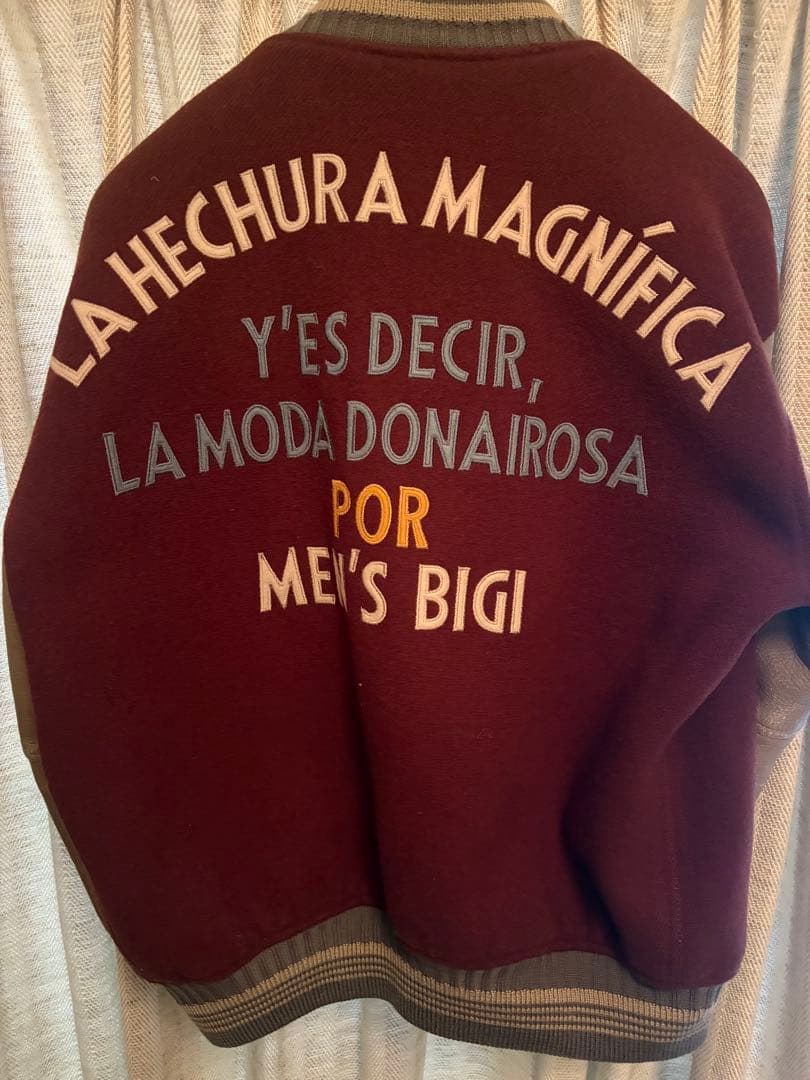 LA HECHURA MAGNÍFICA
Y'ES DECIR,
LA MODA DONAIROSA
POR
MEN'S BIGI